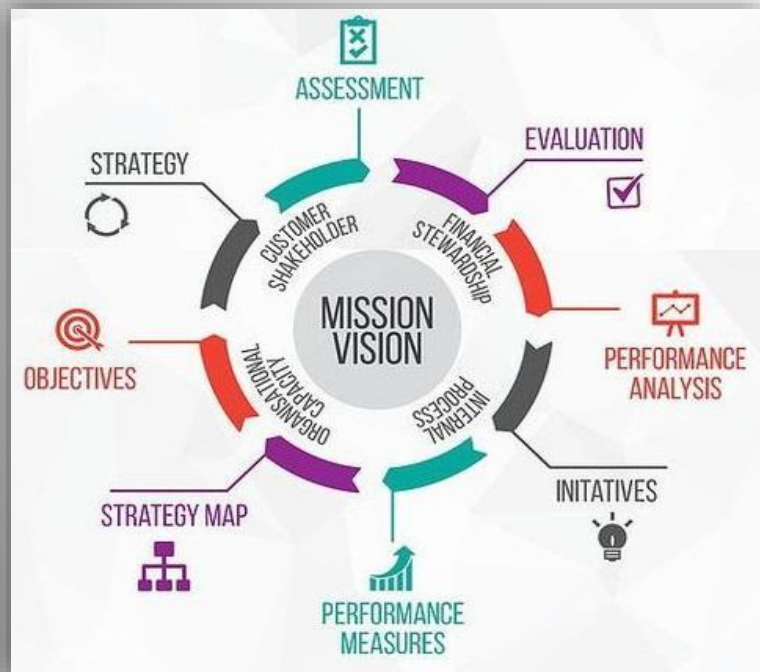 ASSESSMENT
EVALUATION
STRATEGY
CUSTOMER
SHAKEHOLDER
FINANCIAL
STEWARDSHIP
MISSION
VISION
OBJECTIVES
PERFORMANCE
ANALYSIS
ORGANISATIONAL
CAPACITY
INTERNAL
PROCESS
INITATIVES
STRATEGY MAP
PERFORMANCE
MEASURES